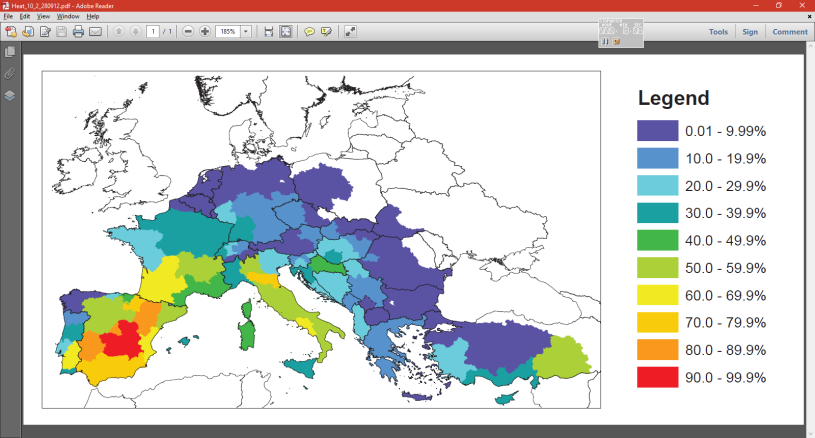 Heat_10_2_280912.pdf - Adobe Reader
File Edit View Window Help
1 / 1 185%
Tools Sign Comment
Legend
0.01 - 9.99%
10.0 - 19.9%
20.0 - 29.9%
30.0 - 39.9%
40.0 - 49.9%
50.0 - 59.9%
60.0 - 69.9%
70.0 - 79.9%
80.0 - 89.9%
90.0 - 99.9%